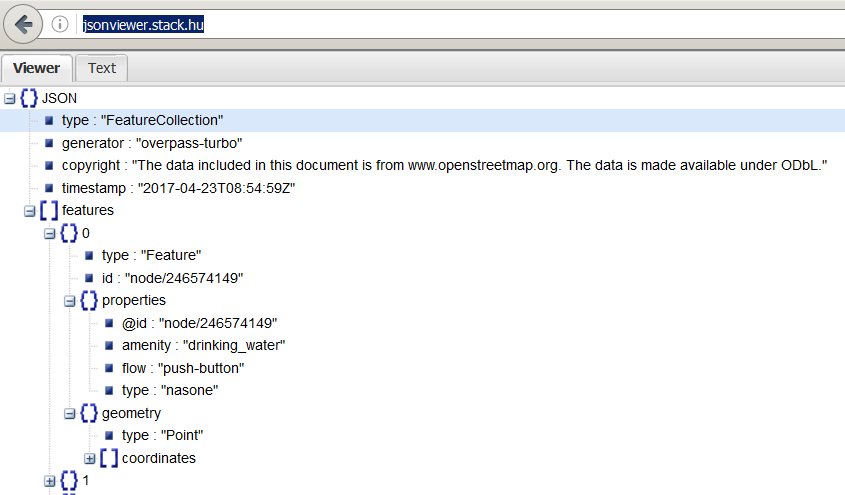 jsonviewer.stack.hu
Viewer Text
JSON
type : "FeatureCollection"
generator : "overpass-turbo"
copyright : "The data included in this document is from www.openstreetmap.org. The data is made available under ODbL."
timestamp : "2017-04-23T08:54:59Z"
features
0
type : "Feature"
id : "node/246574149"
properties
@id : "node/246574149"
amenity : "drinking_water"
flow : "push-button"
type : "nasone"
geometry
type : "Point"
coordinates
1